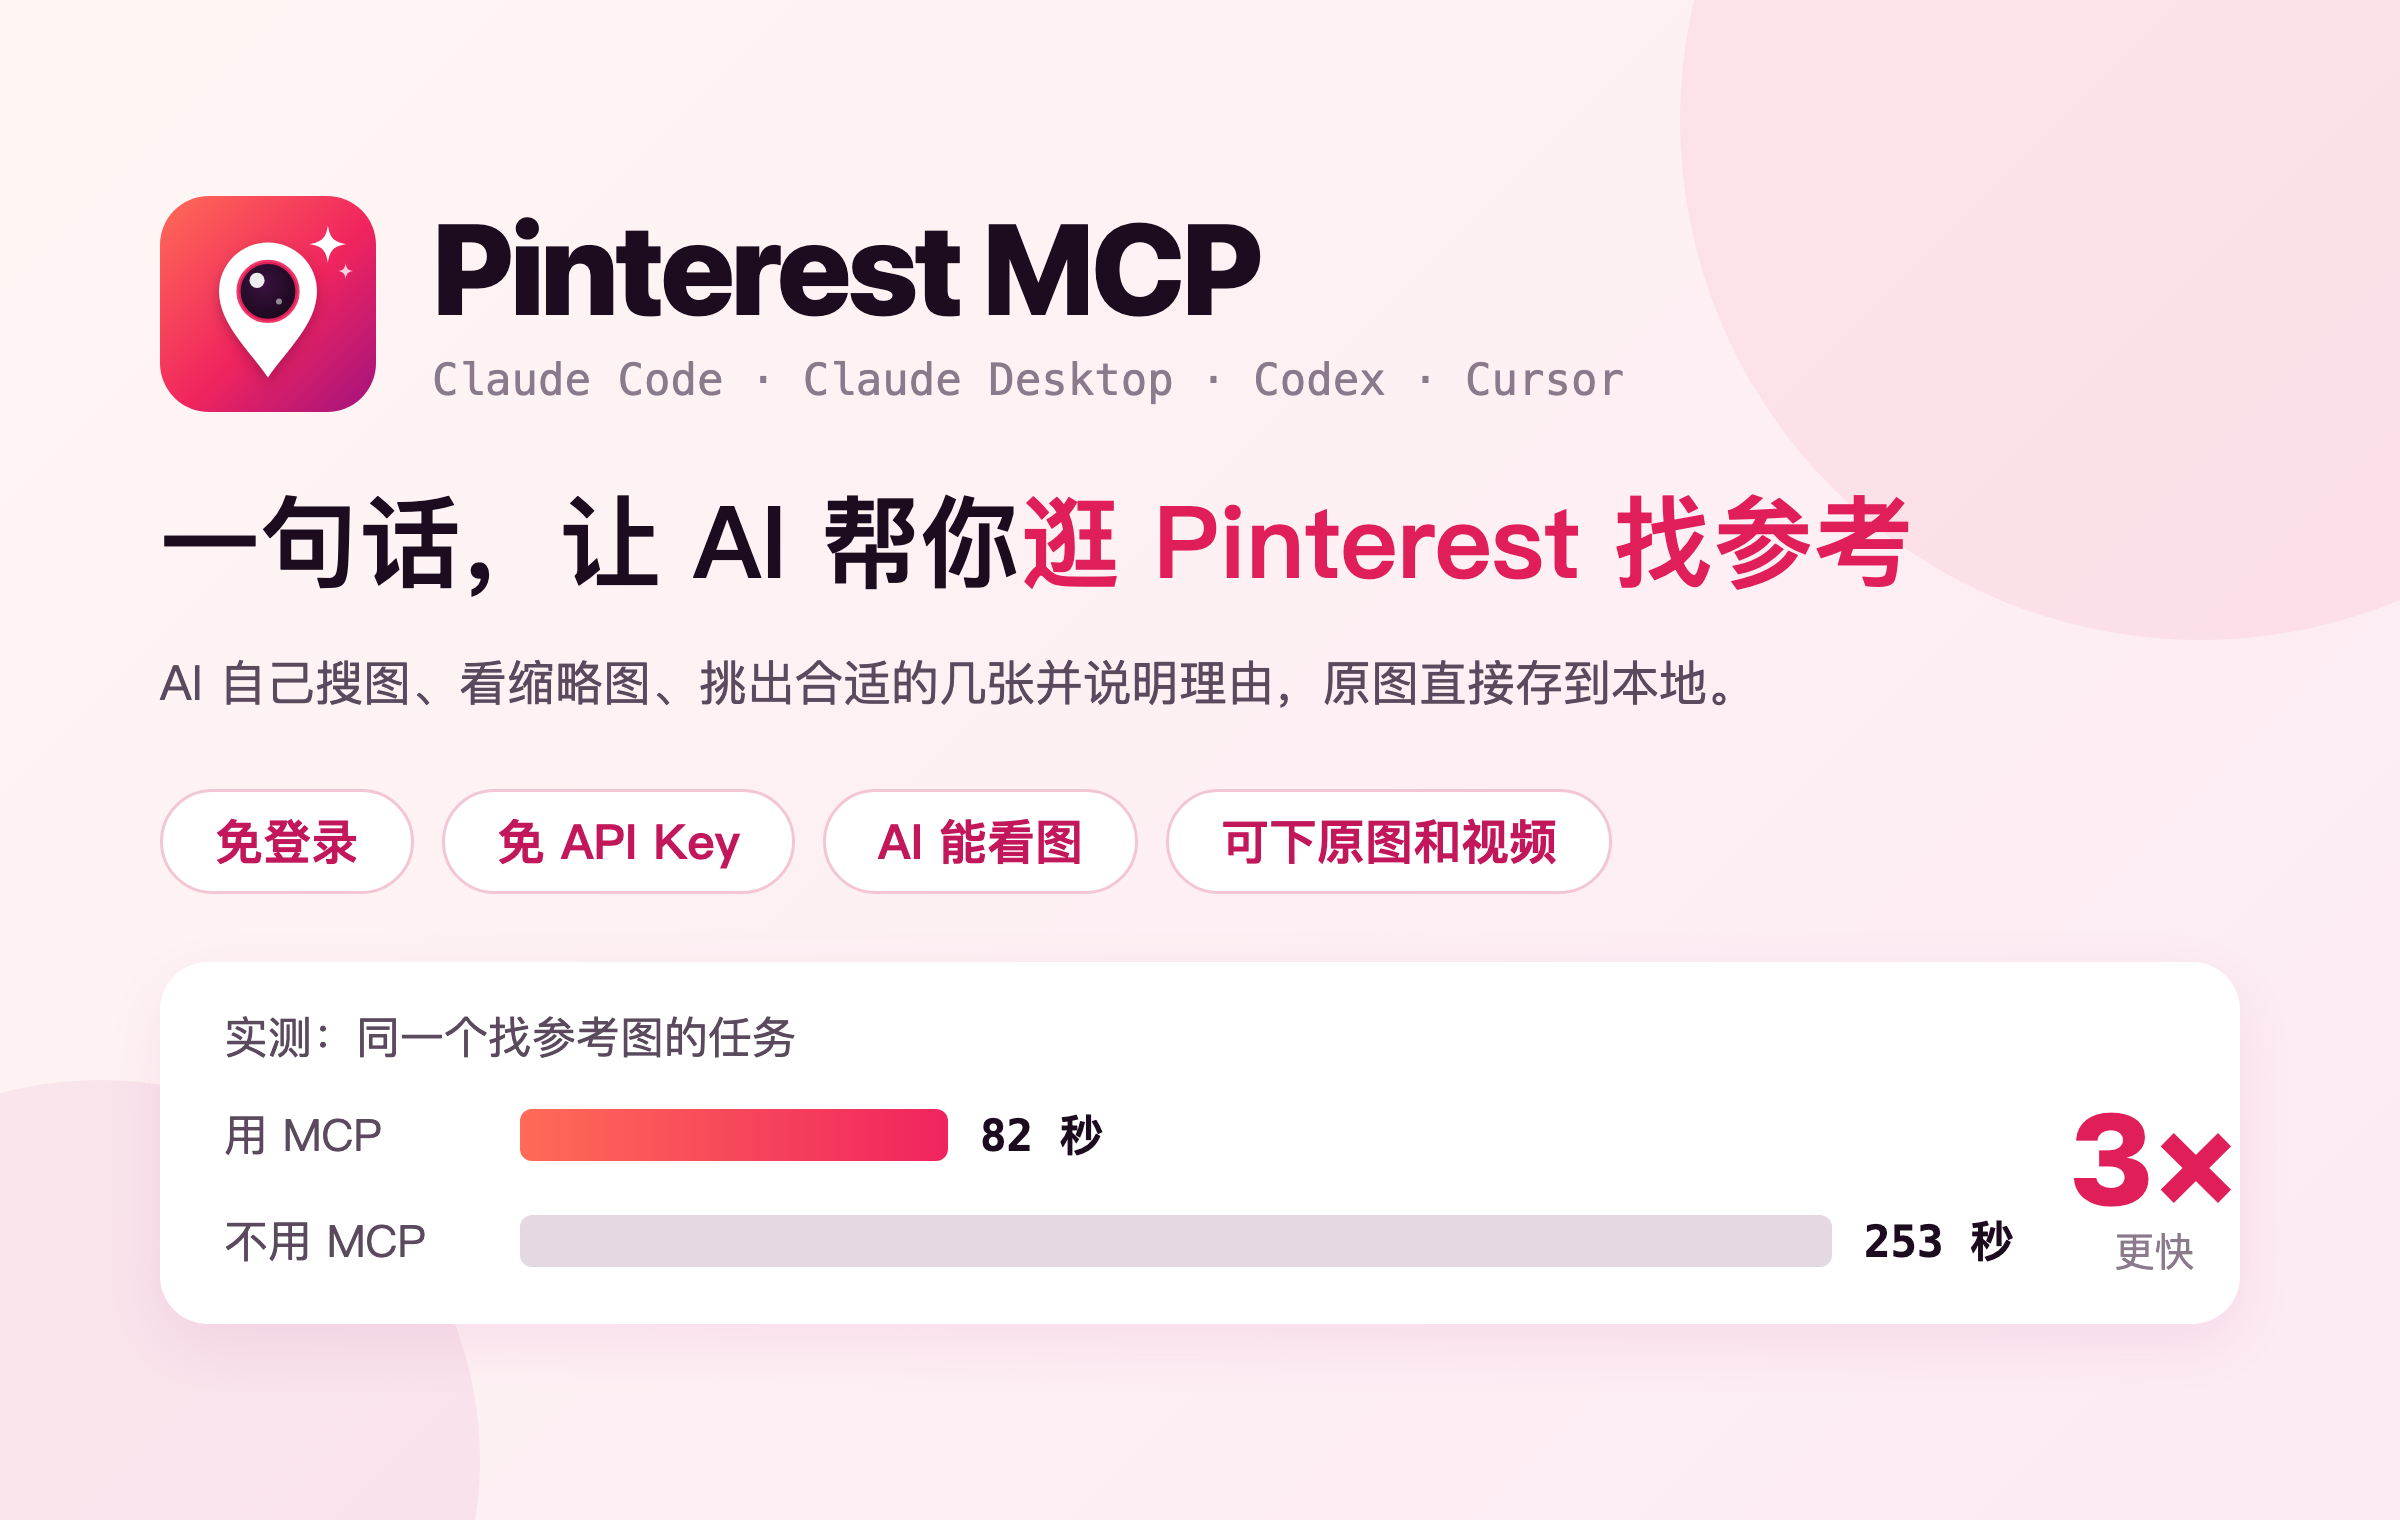 Pinterest MCP
Claude Code · Claude Desktop · Codex · Cursor
一句话，让 AI 帮你逛 Pinterest 找参考
AI 自己搜图、看缩略图、挑出合适的几张并说明理由，原图直接存到本地。
免登录
免 API Key
AI 能看图
可下原图和视频
实测：同一个找参考图的任务
用 MCP
82 秒
不用 MCP
253 秒
3×
更快